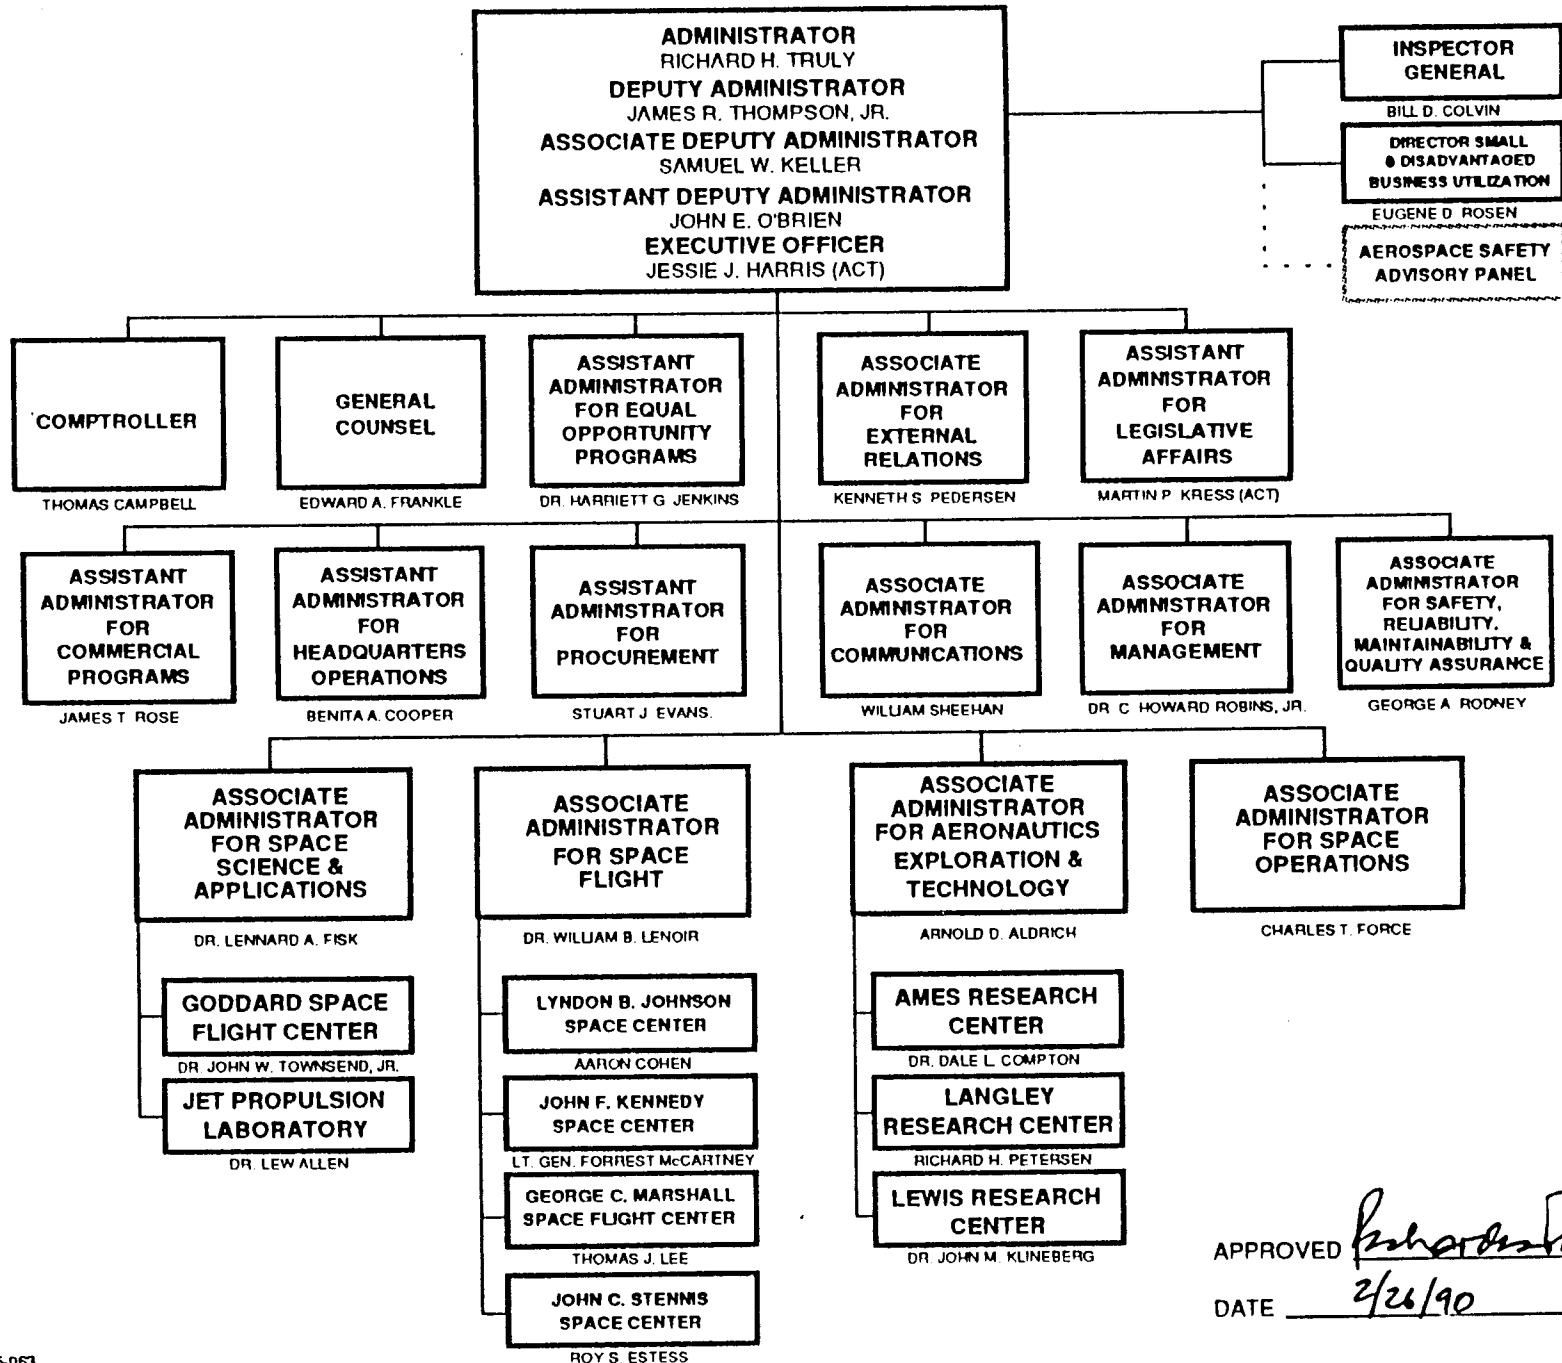 ADMINISTRATOR
RICHARD H. TRULY
DEPUTY ADMINISTRATOR
JAMES R. THOMPSON, JR.
ASSOCIATE DEPUTY ADMINISTRATOR
SAMUEL W. KELLER
ASSISTANT DEPUTY ADMINISTRATOR
JOHN E. O'BRIEN
EXECUTIVE OFFICER
JESSIE J. HARRIS (ACT)
INSPECTOR
GENERAL
BILL D. COLVIN
DIRECTOR SMALL
& DISADVANTAGED
BUSINESS UTILIZATION
EUGENE D. ROSEN
AEROSPACE SAFETY
ADVISORY PANEL
COMPTROLLER
THOMAS CAMPBELL
GENERAL
COUNSEL
EDWARD A. FRANKLE
ASSISTANT
ADMINISTRATOR
FOR EQUAL
OPPORTUNITY
PROGRAMS
DR. HARRIETT G JENKINS
ASSOCIATE
ADMINISTRATOR
FOR
EXTERNAL
RELATIONS
KENNETH S PEDERSEN
ASSISTANT
ADMINISTRATOR
FOR
LEGISLATIVE
AFFAIRS
MARTIN P. KRESS (ACT)
ASSISTANT
ADMINISTRATOR
FOR
COMMERCIAL
PROGRAMS
JAMES T ROSE
ASSISTANT
ADMINISTRATOR
FOR
HEADQUARTERS
OPERATIONS
BENITA A. COOPER
ASSISTANT
ADMINISTRATOR
FOR
PROCUREMENT
STUART J EVANS.
ASSOCIATE
ADMINISTRATOR
FOR
COMMUNICATIONS
WILLIAM SHEEHAN
ASSOCIATE
ADMINISTRATOR
FOR
MANAGEMENT
DR C HOWARD ROBINS, JR.
ASSOCIATE
ADMINISTRATOR
FOR SAFETY,
RELIABILITY.
MAINTAINABILITY &
QUALITY ASSURANCE
GEORGE A RODNEY
ASSOCIATE
ADMINISTRATOR
FOR SPACE
SCIENCE &
APPLICATIONS
DR. LENNARD A. FISK
GODDARD SPACE
FLIGHT CENTER
DR. JOHN W. TOWNSEND, JR.
JET PROPULSION
LABORATORY
DR. LEW ALLEN
ASSOCIATE
ADMINISTRATOR
FOR SPACE
FLIGHT
DR. WILLIAM B. LENOIR
LYNDON B. JOHNSON
SPACE CENTER
AARON COHEN
JOHN F. KENNEDY
SPACE CENTER
LT. GEN. FORREST McCARTNEY
GEORGE C. MARSHALL
SPACE FLIGHT CENTER
THOMAS J. LEE
JOHN C. STENNIS
SPACE CENTER
ROY S. ESTESS
ASSOCIATE
ADMINISTRATOR
FOR AERONAUTICS
EXPLORATION &
TECHNOLOGY
ARNOLD D. ALDRICH
AMES RESEARCH
CENTER
DR. DALE L. COMPTON
LANGLEY
RESEARCH CENTER
RICHARD H. PETERSEN
LEWIS RESEARCH
CENTER
DR. JOHN M. KLINEBERG
ASSOCIATE
ADMINISTRATOR
FOR SPACE
OPERATIONS
CHARLES T. FORCE
APPROVED
DATE 2/26/90